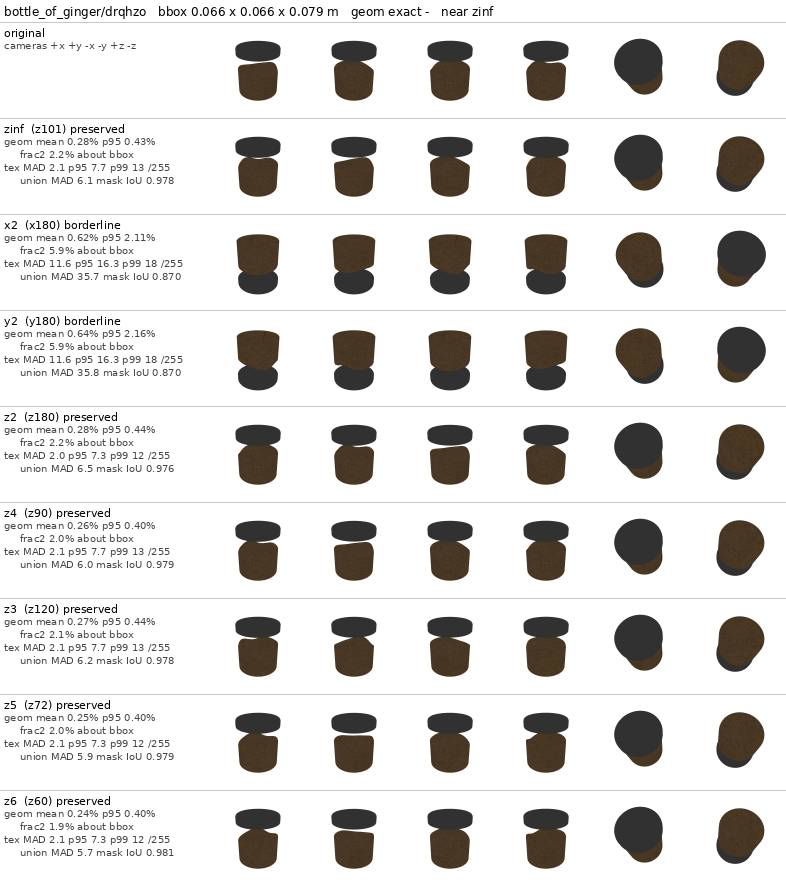 bottle_of_ginger/drqhzo bbox 0.066 x 0.066 x 0.079 m geom exact - near zinf
original
cameras +x +y -x -y +z -z
zinf (z101) preserved
geom mean 0.28% p95 0.43%
frac2 2.2% about bbox
tex MAD 2.1 p95 7.7 p99 13 /255
union MAD 6.1 mask IoU 0.978
x2 (x180) borderline
geom mean 0.62% p95 2.11%
frac2 5.9% about bbox
tex MAD 11.6 p95 16.3 p99 18 /255
union MAD 35.7 mask IoU 0.870
y2 (y180) borderline
geom mean 0.64% p95 2.16%
frac2 5.9% about bbox
tex MAD 11.6 p95 16.3 p99 18 /255
union MAD 35.8 mask IoU 0.870
z2 (z180) preserved
geom mean 0.28% p95 0.44%
frac2 2.2% about bbox
tex MAD 2.0 p95 7.3 p99 12 /255
union MAD 6.5 mask IoU 0.976
z4 (z90) preserved
geom mean 0.26% p95 0.40%
frac2 2.0% about bbox
tex MAD 2.1 p95 7.7 p99 13 /255
union MAD 6.0 mask IoU 0.979
z3 (z120) preserved
geom mean 0.27% p95 0.44%
frac2 2.1% about bbox
tex MAD 2.1 p95 7.7 p99 13 /255
union MAD 6.2 mask IoU 0.978
z5 (z72) preserved
geom mean 0.25% p95 0.40%
frac2 2.0% about bbox
tex MAD 2.1 p95 7.3 p99 12 /255
union MAD 5.9 mask IoU 0.979
z6 (z60) preserved
geom mean 0.24% p95 0.40%
frac2 1.9% about bbox
tex MAD 2.1 p95 7.3 p99 12 /255
union MAD 5.7 mask IoU 0.981